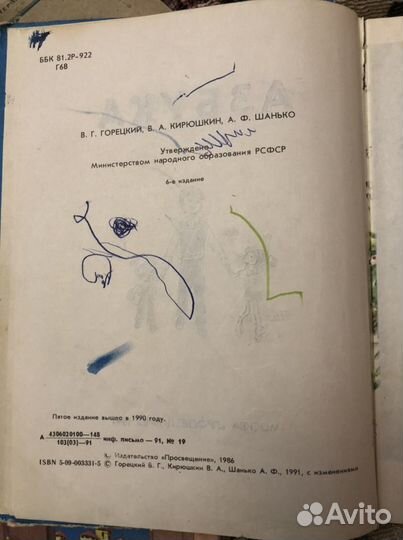 ББК 81.2Р-922
Г68
АЗБУКА
В. Г. ГОРЕЦКИЙ, В. А. КИРЮШКИН, А. Ф. ШАНЬКО
Утверждено
Министерством народного образования РСФСР
6-е издание
Пятое издание вышло в 1990 году.
А 4306020100—148
103(03)—91 инф. письмо — 91, № 19
Издательство «Просвещение», 1986
ISBN 5-09-003331-5 © Горецкий В. Г., Кирюшкин В. А., Шанько А. Ф., 1991, с изменениями
Avito